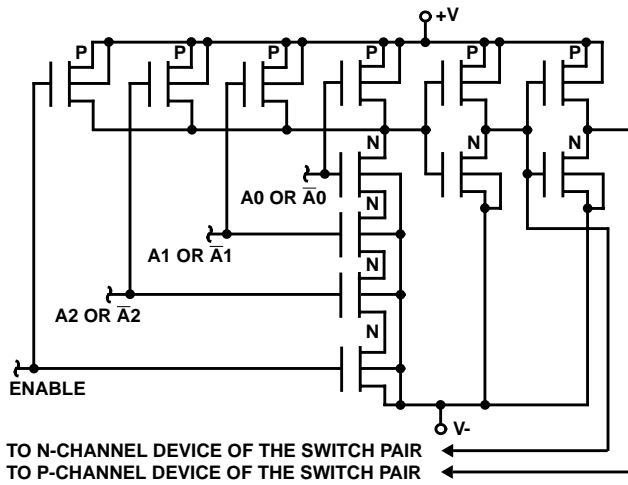 +V
P P P P P P
N N N
A0 OR A̅0
N
A1 OR A̅1
N
A2 OR A̅2
N
ENABLE
V-
TO N-CHANNEL DEVICE OF THE SWITCH PAIR
TO P-CHANNEL DEVICE OF THE SWITCH PAIR